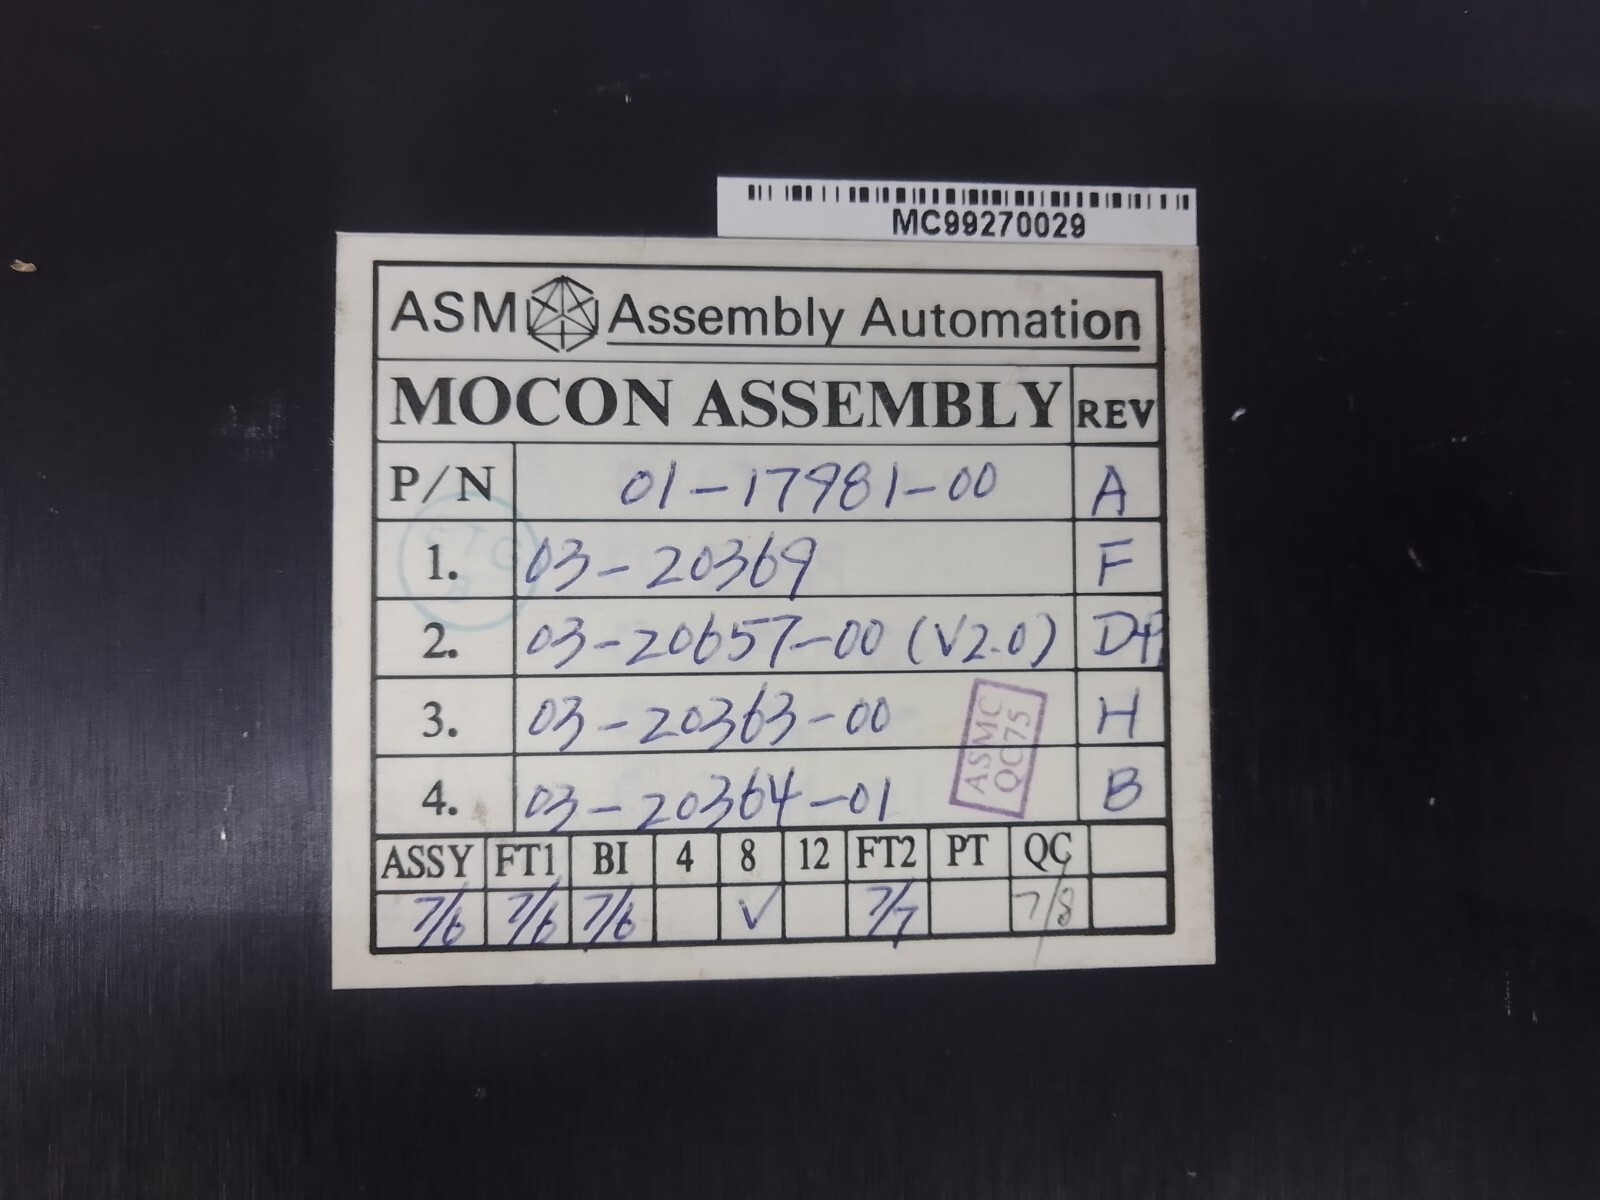 MC99270029
ASM Assembly Automation
MOCON ASSEMBLY REV
P/N 01-17981-00 A
1. 03-20369 F
2. 03-20657-00 (V2.0)
3. 03-20363-00 H
4. 03-20364-01 B
ASMC
QC75
ASSY FT1 BI 4 8 12 FT2 PT QC
7/6 7/6 7/6 √ 7/7 7/8